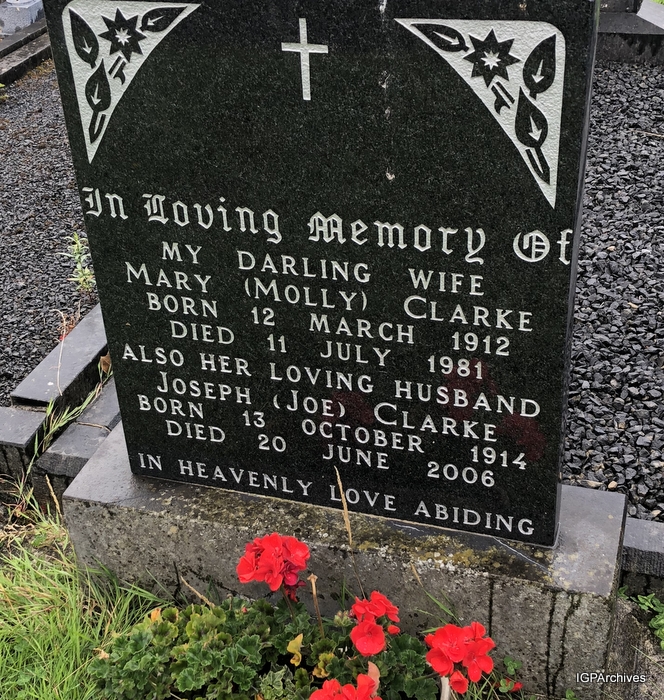 In Loving Memory Of
MY DARLING WIFE
MARY (MOLLY) CLARKE
BORN 12 MARCH 1912
DIED 11 JULY 1981
ALSO HER LOVING HUSBAND
JOSEPH (JOE) CLARKE
BORN 13 OCTOBER 1914
DIED 20 JUNE 2006
IN HEAVENLY LOVE ABIDING
IGPArchives